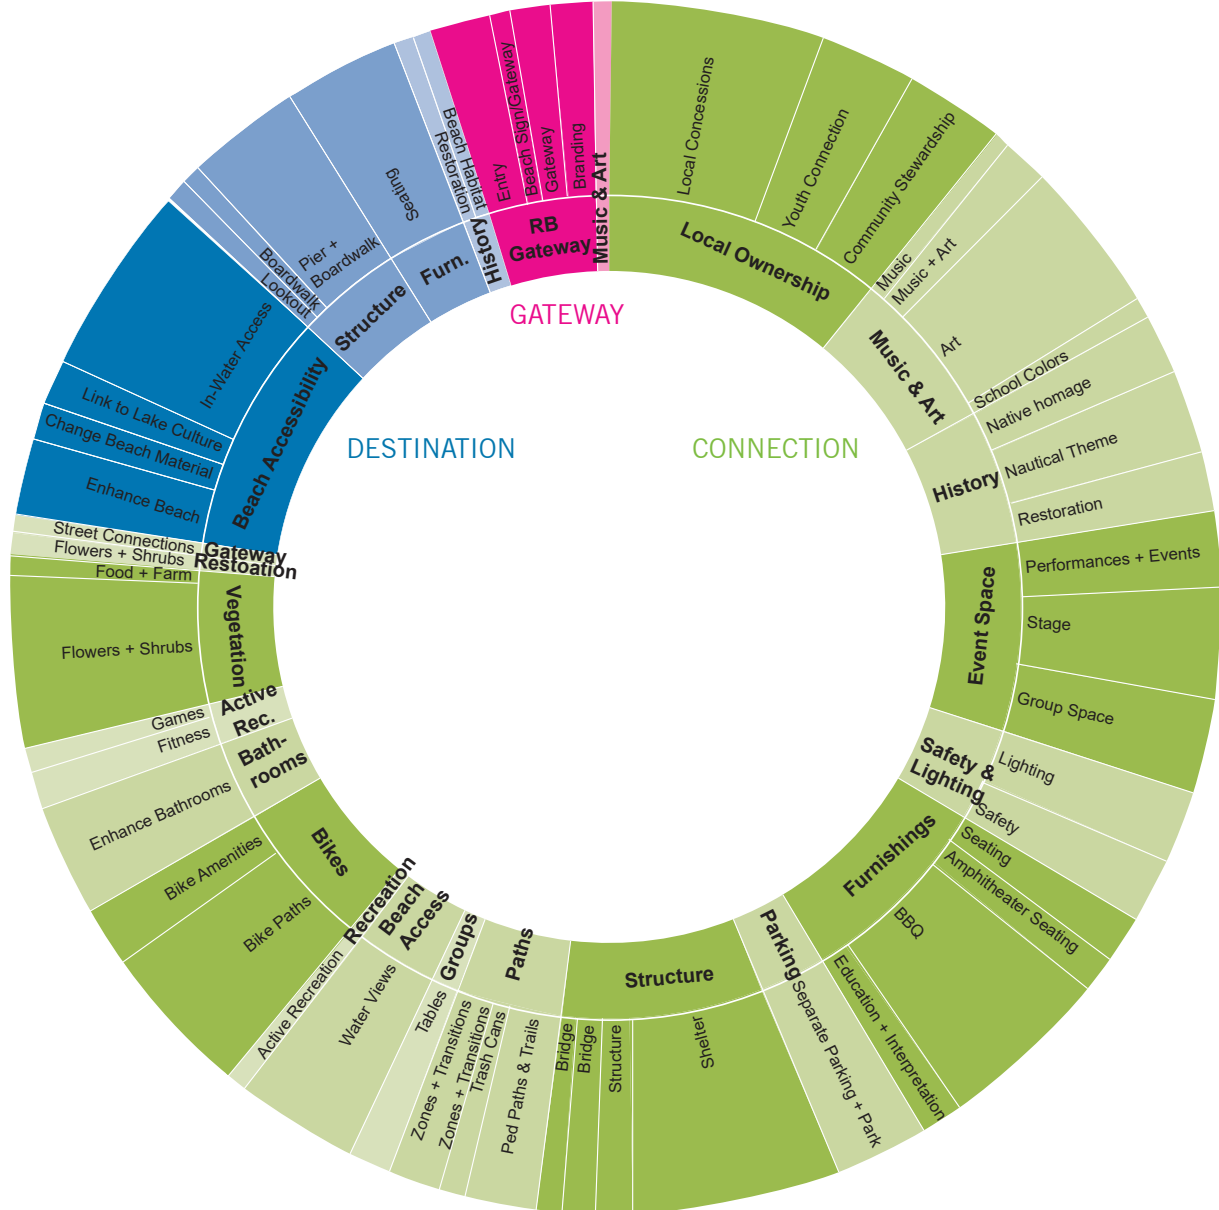 GATEWAY
DESTINATION
CONNECTION
Local Ownership
Local Concessions
Youth Connection
Community Stewardship
Music & Art
Music
Music + Art
Art
School Colors
History
Native homage
Nautical Theme
Restoration
Event Space
Performances + Events
Stage
Group Space
Safety &
Lighting
Lighting
Safety
Furnishings
Seating
Amphitheater Seating
BBQ
Education + Interpretation
Parking
Separate Parking + Park
Structure
Shelter
Structure
Bridge
Bridge
Paths
Ped Paths & Trails
Trash Cans
Zones + Transitions
Zones + Transitions
Groups
Tables
Beach
Access
Water Views
Recreation
Active Recreation
Bikes
Bike Paths
Bike Amenities
Bath-
rooms
Enhance Bathrooms
Active
Rec.
Fitness
Games
Vegetation
Flowers + Shrubs
Food + Farm
Restoation
Flowers + Shrubs
Gateway
Street Connections
Beach Accessibility
Enhance Beach
Change Beach Material
Link to Lake Culture
In-Water Access
Structure
Lookout
Boardwalk
Pier +
Boardwalk
Furn.
Seating
History
Restoration
Beach Habitat
RB
Gateway
Entry
Beach Sign/Gateway
Gateway
Branding
Music & Art